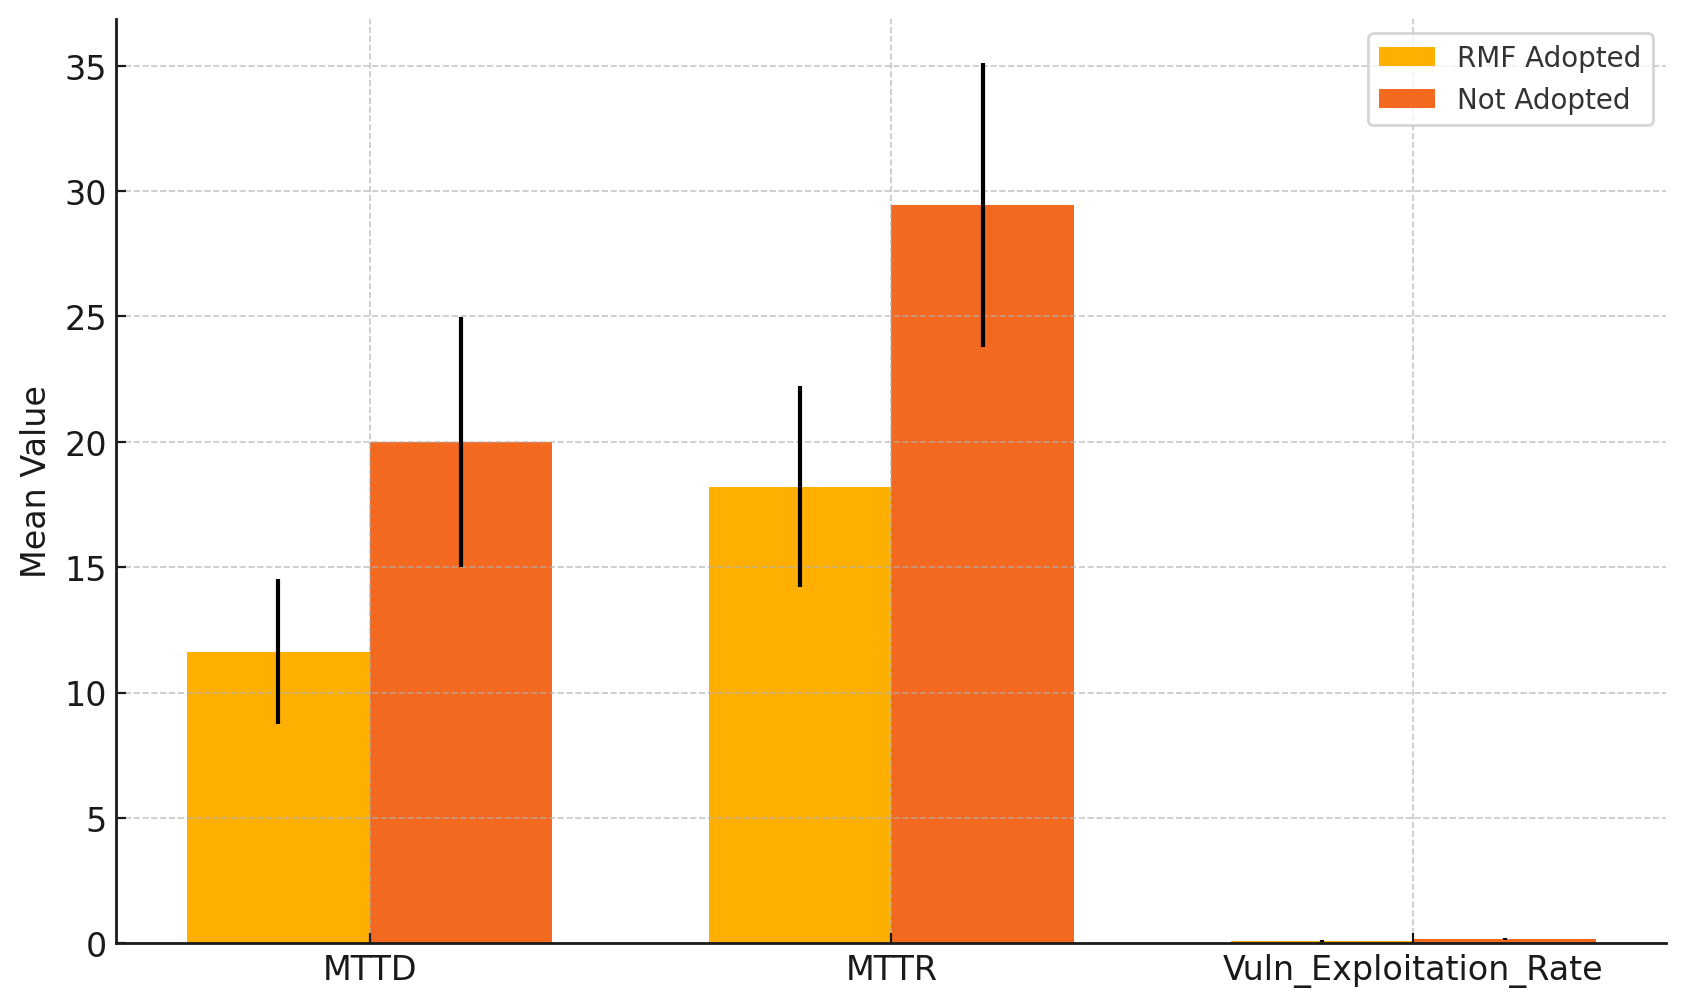 RMF Adopted
Not Adopted
Mean Value
35
30
25
20
15
10
5
0
MTTD
MTTR
Vuln_Exploitation_Rate